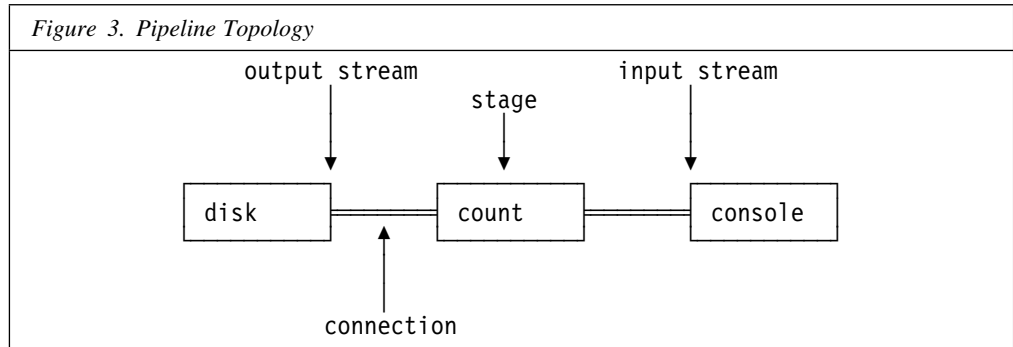 Figure 3. Pipeline Topology
output stream input stream
stage
disk count console
connection